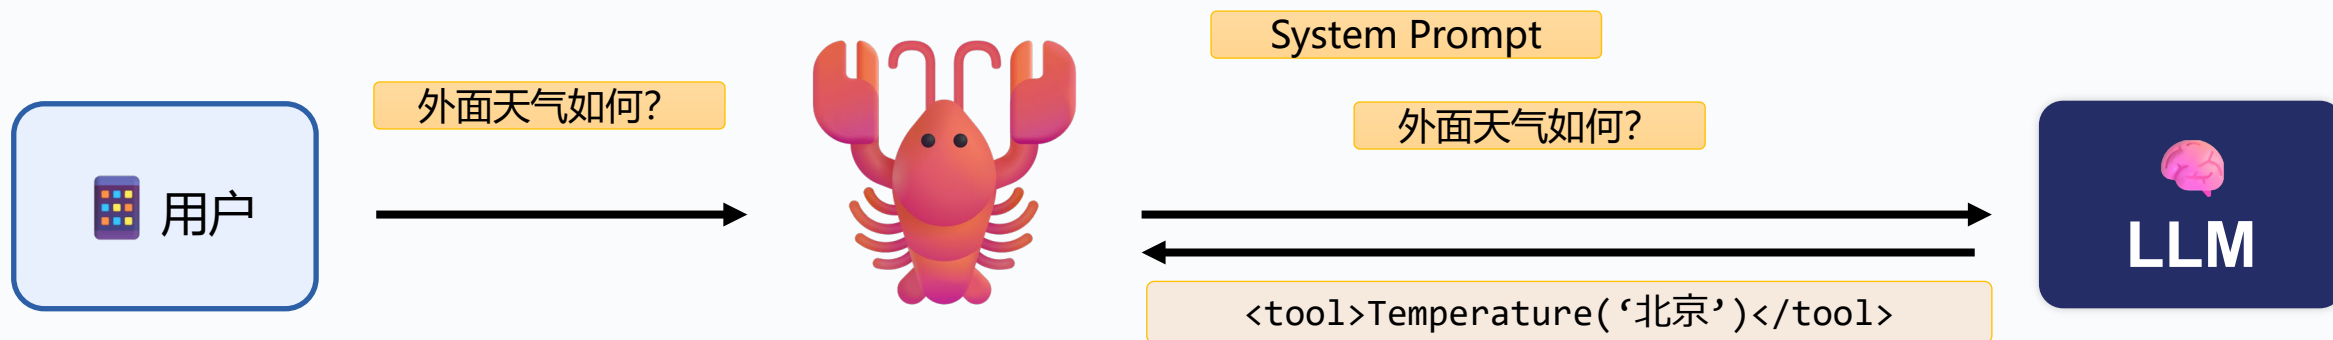 System Prompt
外面天气如何？
外面天气如何？
用户
LLM
<tool>Temperature(‘北京’)</tool>